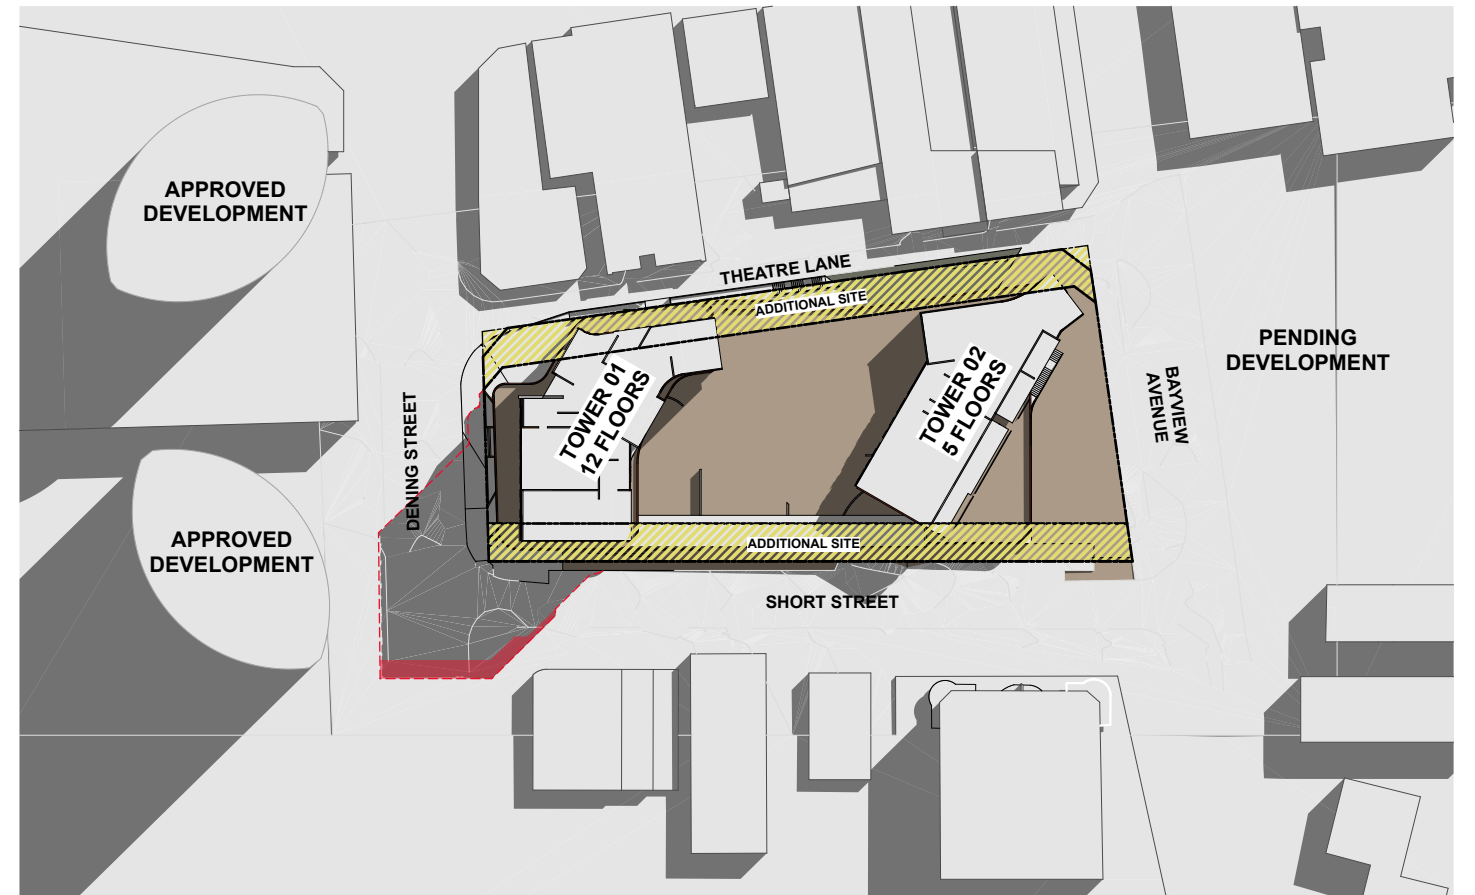 APPROVED
DEVELOPMENT
THEATRE LANE
ADDITIONAL SITE
PENDING
DEVELOPMENT
TOWER 01
12 FLOORS
TOWER 02
5 FLOORS
BAYVIEW
AVENUE
DENING STREET
APPROVED
DEVELOPMENT
ADDITIONAL SITE
SHORT STREET